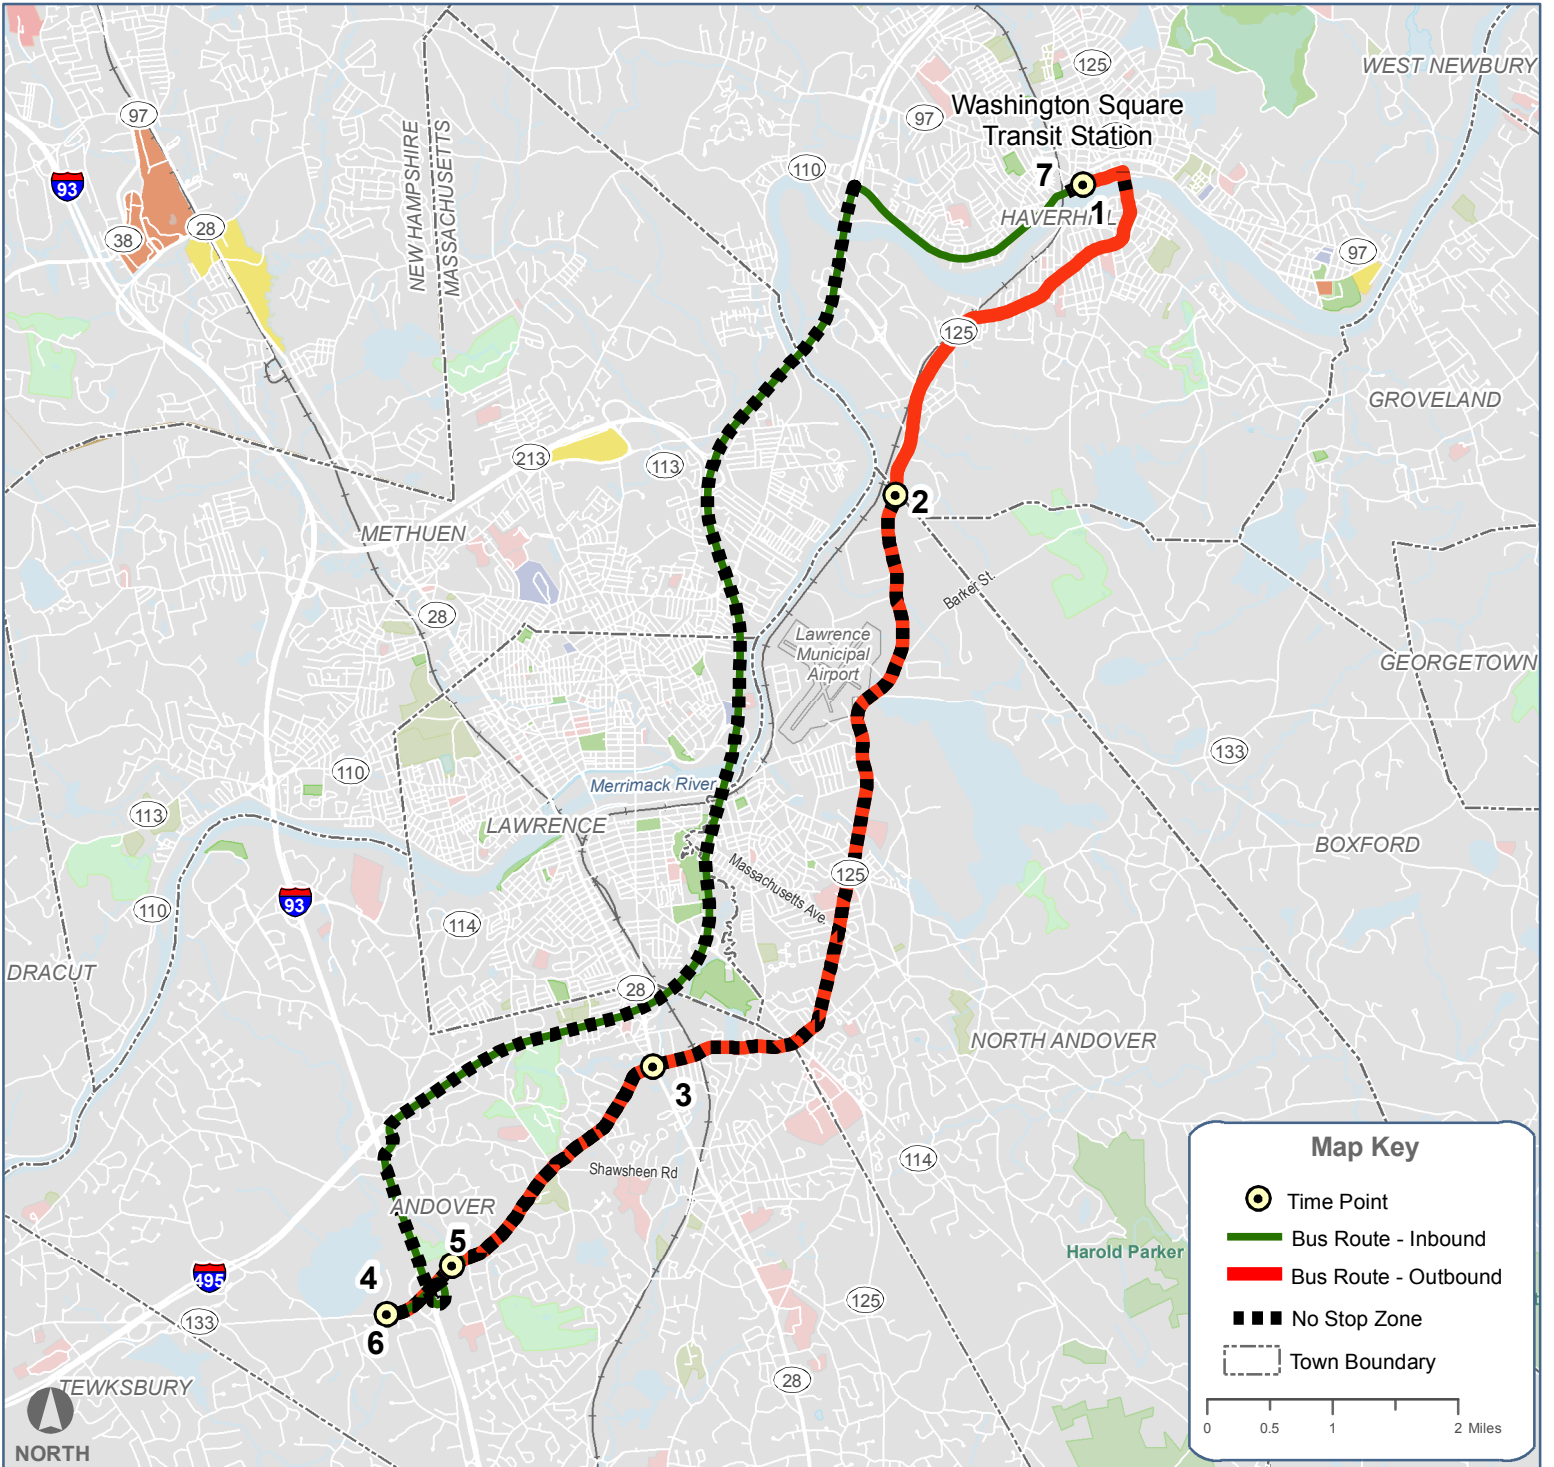 125
WEST NEWBURY
97
Washington Square
Transit Station
97
110
93
7
1
HAVERH
L
28
38
NEW HAMPSHIRE
MASSACHUSETTS
97
125
GROVELAND
213
113
2
METHUEN
Barker St.
28
Lawrence
Municipal
Airport
GEORGETOWN
133
110
Merrimack River
113
LAWRENCE
BOXFORD
Massachusetts Ave.
125
93
110
114
DRACUT
28
NORTH ANDOVER
3
Shawsheen Rd
114
ANDOVER
5
4
Harold Parker
495
133
6
125
28
TEWKSBURY
NORTH
Map Key
Time Point
Bus Route - Inbound
Bus Route - Outbound
No Stop Zone
Town Boundary
0 0.5 1 2 Miles